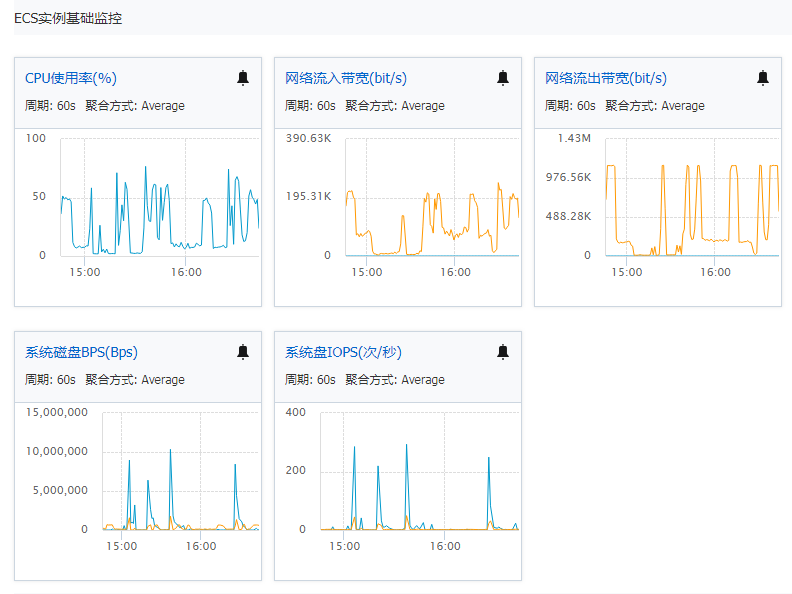 ECS实例基础监控
CPU使用率(%)
周期: 60s 聚合方式: Average
100
50
0
15:00 16:00
网络流入带宽(bit/s)
周期: 60s 聚合方式: Average
390.63K
195.31K
0
15:00 16:00
网络流出带宽(bit/s)
周期: 60s 聚合方式: Average
1.43M
976.56K
488.28K
0
15:00 16:00
系统磁盘BPS(Bps)
周期: 60s 聚合方式: Average
15,000,000
10,000,000
5,000,000
0
15:00 16:00
系统盘IOPS(次/秒)
周期: 60s 聚合方式: Average
400
200
0
15:00 16:00